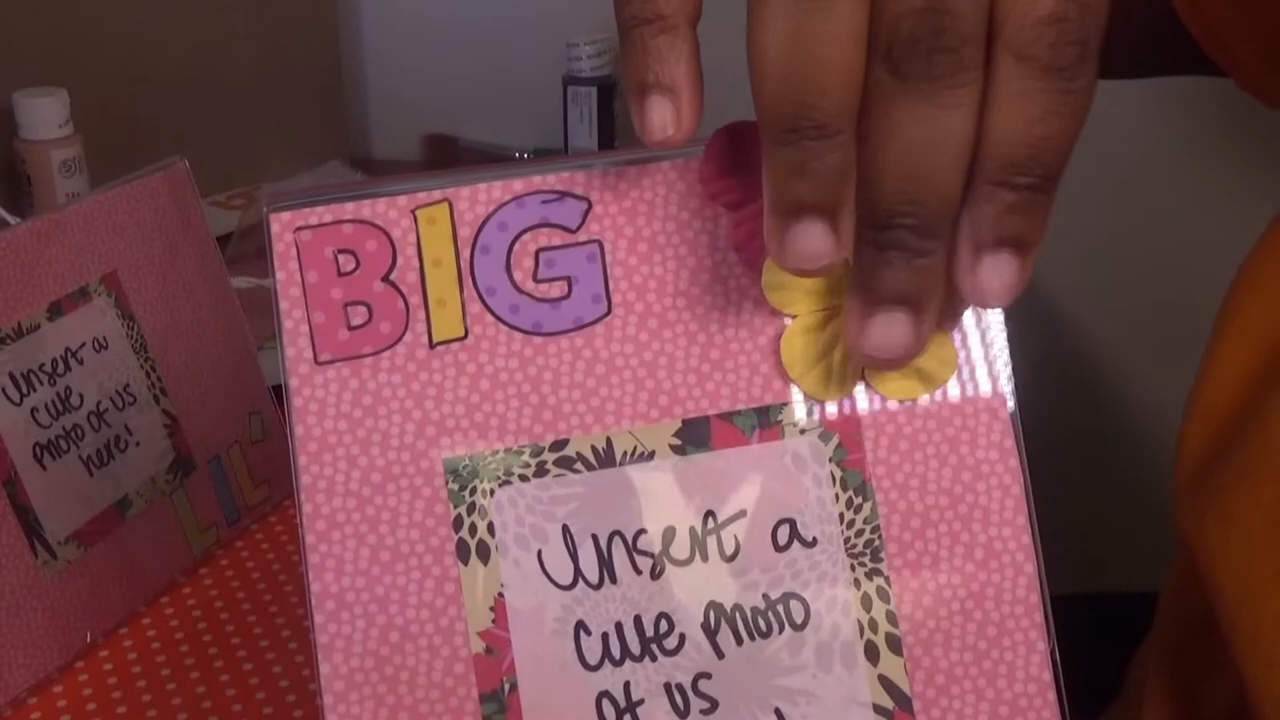 BIG
Insert a
cute photo
of us
Insert a
cute
photo of us
here!
LIL'